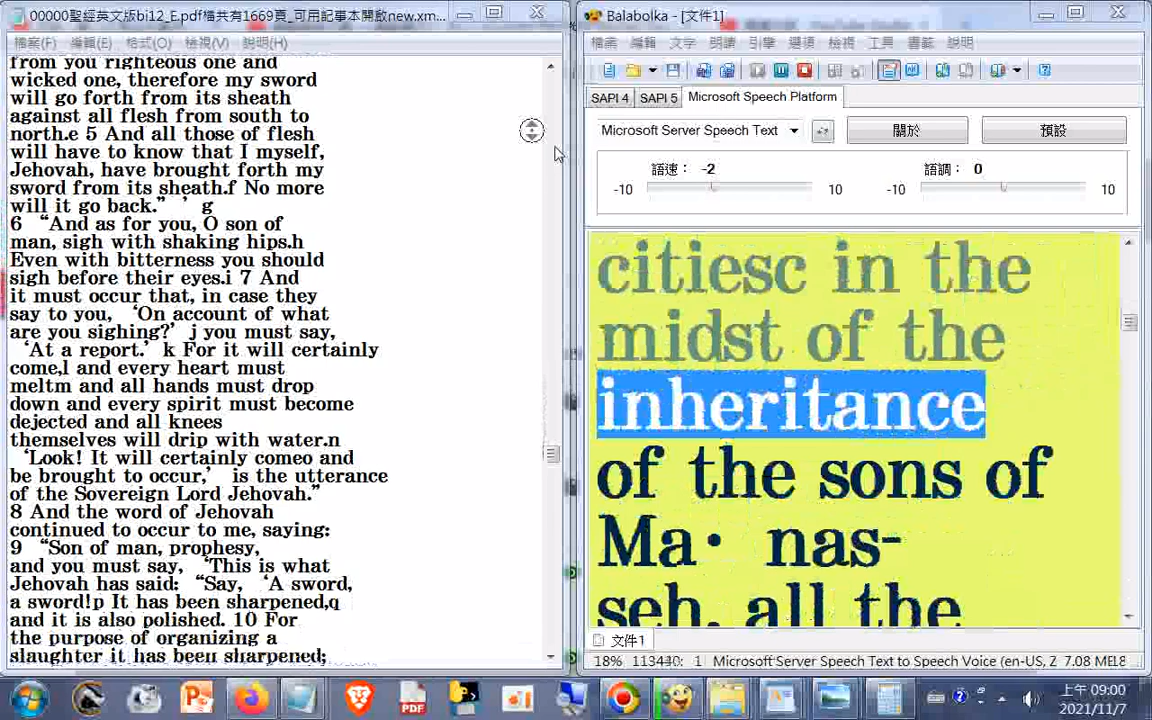 00000聖經英文版bi12_E.pdf檔共有1669頁_可用記事本開啟new.xm...
檔案(F) 編輯(E) 格式(O) 檢視(V) 說明(H)
from you righteous one and
wicked one, therefore my sword
will go forth from its sheath
against all flesh from south to
north.e 5 And all those of flesh
will have to know that I myself,
Jehovah, have brought forth my
sword from its sheath.f No more
will it go back.” ’ g
6 “And as for you, O son of
man, sigh with shaking hips.h
Even with bitterness you should
sigh before their eyes.i 7 And
it must occur that, in case they
say to you, ‘On account of what
are you sighing?’ j you must say,
‘At a report.’ k For it will certainly
come,l and every heart must
meltm and all hands must drop
down and every spirit must become
dejected and all knees
themselves will drip with water.n
‘Look! It will certainly comeo and
be brought to occur,’ is the utterance
of the Sovereign Lord Jehovah.”
8 And the word of Jehovah
continued to occur to me, saying:
9 “Son of man, prophesy,
and you must say, ‘This is what
Jehovah has said: “Say, ‘A sword,
a sword!p It has been sharpened,q
and it is also polished. 10 For
the purpose of organizing a
slaughter it has been sharpened;
Balabolka - [文件1]
檔案 編輯 文字 朗讀 引擎 選項 檢視 工具 書籤 說明
SAPI 4 SAPI 5 Microsoft Speech Platform
Microsoft Server Speech Text 關於 預設
語速： -2 語調： 0
-10 10 -10 10
citiesc in the
midst of the
inheritance
of the sons of
Ma· nas-
seh, all the
文件1
18% 113440: 1 Microsoft Server Speech Text to Speech Voice (en-US, Z 7.08 MEL8
PDF
上午 09:00
2021/11/7